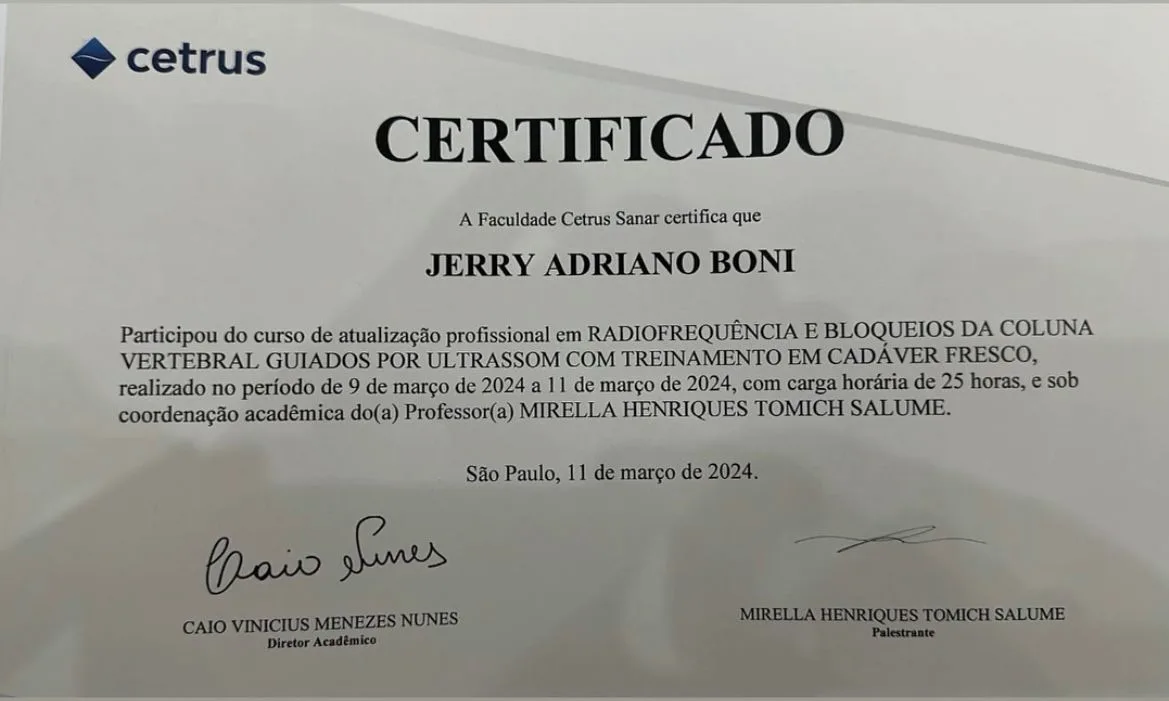 cetrus
CERTIFICADO
A Faculdade Cetrus Sanar certifica que
JERRY ADRIANO BONI
Participou do curso de atualização profissional em RADIOFREQUÊNCIA E BLOQUEIOS DA COLUNA
VERTEBRAL GUIADOS POR ULTRASSOM COM TREINAMENTO EM CADÁVER FRESCO,
realizado no período de 9 de março de 2024 a 11 de março de 2024, com carga horária de 25 horas, e sob
coordenação acadêmica do(a) Professor(a) MIRELLA HENRIQUES TOMICH SALUME.
São Paulo, 11 de março de 2024.
Caio Nunes
CAIO VINICIUS MENEZES NUNES
Diretor Acadêmico
MIRELLA HENRIQUES TOMICH SALUME
Palestrante